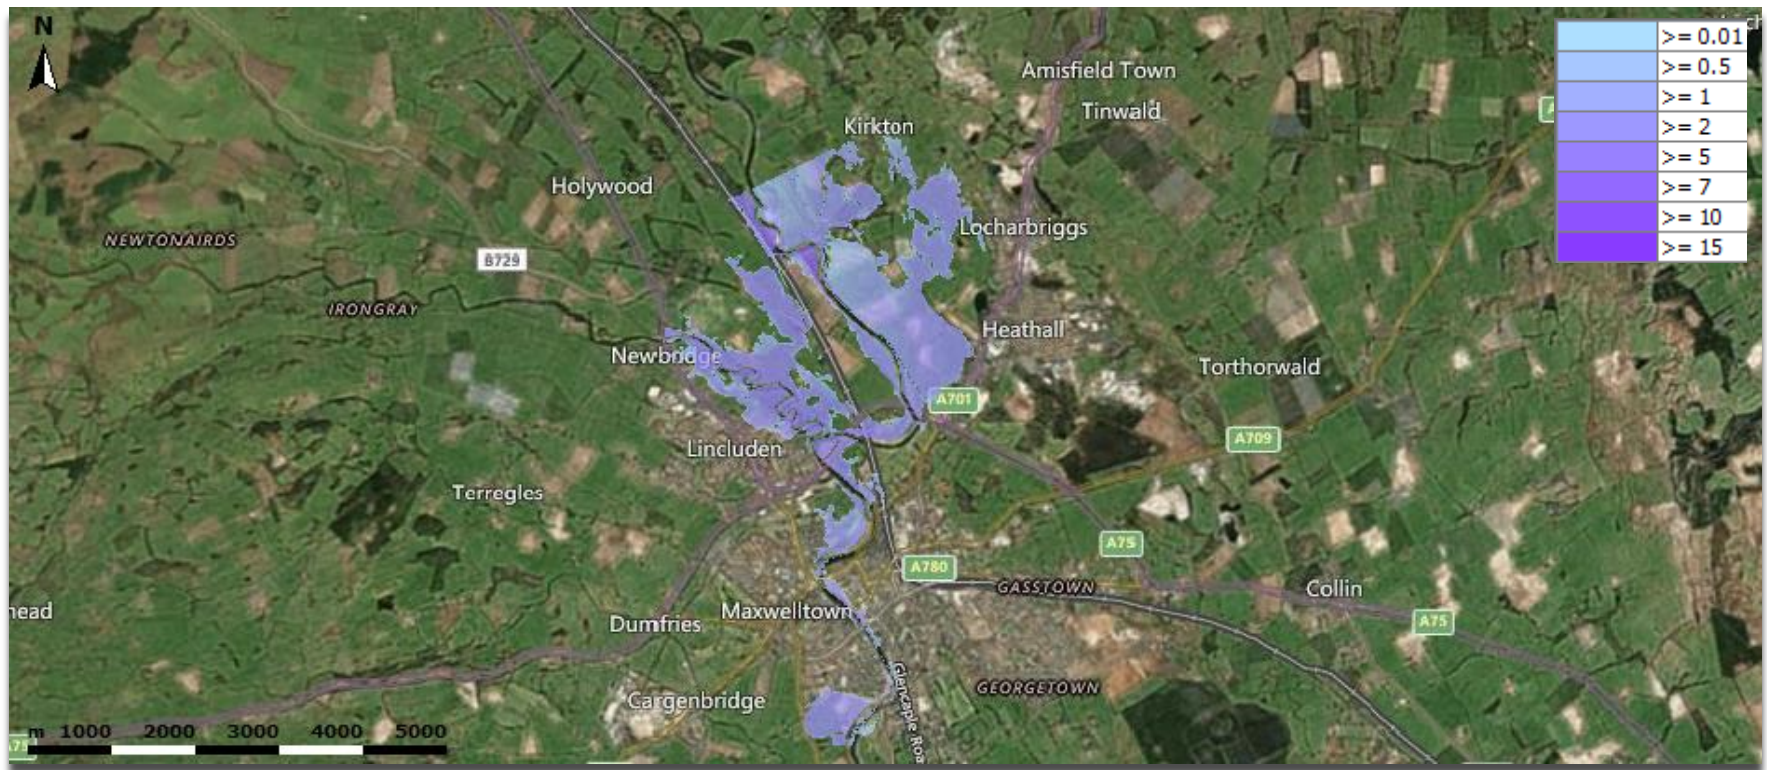 N
>= 0.01
>= 0.5
>= 1
>= 2
>= 5
>= 7
>= 10
>= 15
Amisfield Town
Tinwald
Kirkton
Holywood
Locharbriggs
NEWTONAIRDS
B729
IRONGRAY
Heathall
Newbridge
Torthorwald
A701
A709
Lincluden
Terregles
A75
A780
GASSTOWN
Collin
Maxwelltown
Dumfries
A75
Glencaple Roa
GEORGETOWN
Cargenbridge
m 1000 2000 3000 4000 5000
A75